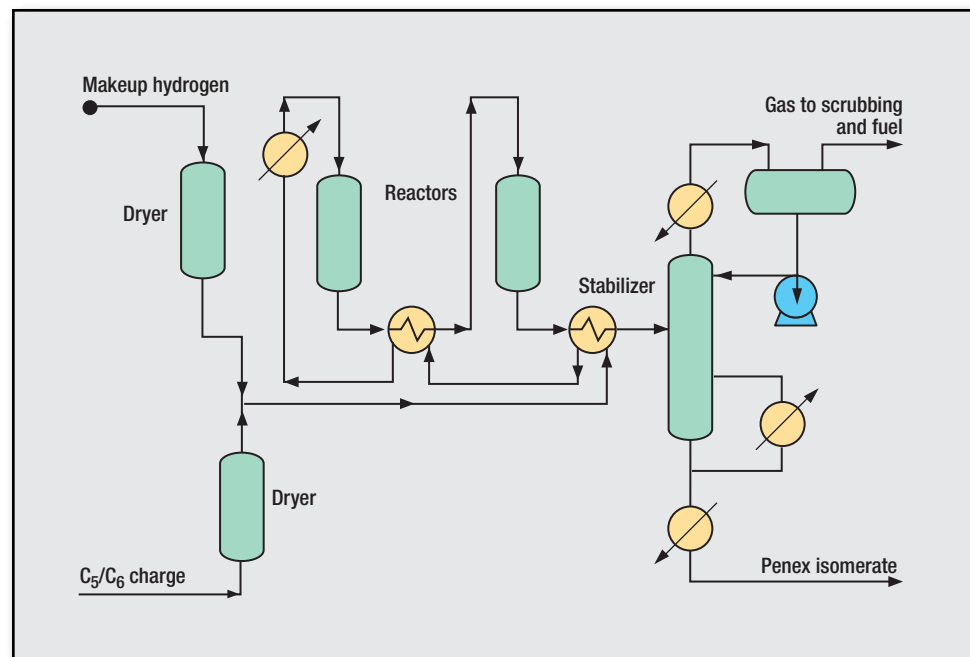 Makeup hydrogen
Gas to scrubbing
and fuel
Dryer
Reactors
Stabilizer
Dryer
C₅/C₆ charge
Penex isomerate